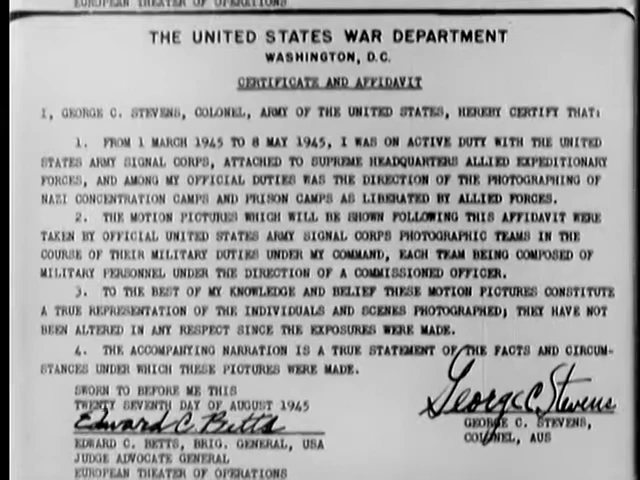 EUROPEAN THEATER OF OPERATIONS
THE UNITED STATES WAR DEPARTMENT
WASHINGTON, D.C.
CERTIFICATE AND AFFIDAVIT
I, GEORGE C. STEVENS, COLONEL, ARMY OF THE UNITED STATES, HEREBY CERTIFY THAT:
1. FROM 1 MARCH 1945 TO 8 MAY 1945, I WAS ON ACTIVE DUTY WITH THE UNITED
STATES ARMY SIGNAL CORPS, ATTACHED TO SUPREME HEADQUARTERS ALLIED EXPEDITIONARY
FORCES, AND AMONG MY OFFICIAL DUTIES WAS THE DIRECTION OF THE PHOTOGRAPHING OF
NAZI CONCENTRATION CAMPS AND PRISON CAMPS AS LIBERATED BY ALLIED FORCES.
2. THE MOTION PICTURES WHICH WILL BE SHOWN FOLLOWING THIS AFFIDAVIT WERE
TAKEN BY OFFICIAL UNITED STATES ARMY SIGNAL CORPS PHOTOGRAPHIC TEAMS IN THE
COURSE OF THEIR MILITARY DUTIES UNDER MY COMMAND, EACH TEAM BEING COMPOSED OF
MILITARY PERSONNEL UNDER THE DIRECTION OF A COMMISSIONED OFFICER.
3. TO THE BEST OF MY KNOWLEDGE AND BELIEF THESE MOTION PICTURES CONSTITUTE
A TRUE REPRESENTATION OF THE INDIVIDUALS AND SCENES PHOTOGRAPHED; THEY HAVE NOT
BEEN ALTERED IN ANY RESPECT SINCE THE EXPOSURES WERE MADE.
4. THE ACCOMPANYING NARRATION IS A TRUE STATEMENT OF THE FACTS AND CIRCUM-
STANCES UNDER WHICH THESE PICTURES WERE MADE.
SWORN TO BEFORE ME THIS
TWENTY SEVENTH DAY OF AUGUST 1945
Edward C. Betts
EDWARD C. BETTS, BRIG. GENERAL, USA
JUDGE ADVOCATE GENERAL
EUROPEAN THEATER OF OPERATIONS
George C. Stevens
GEORGE C. STEVENS,
COLONEL, AUS